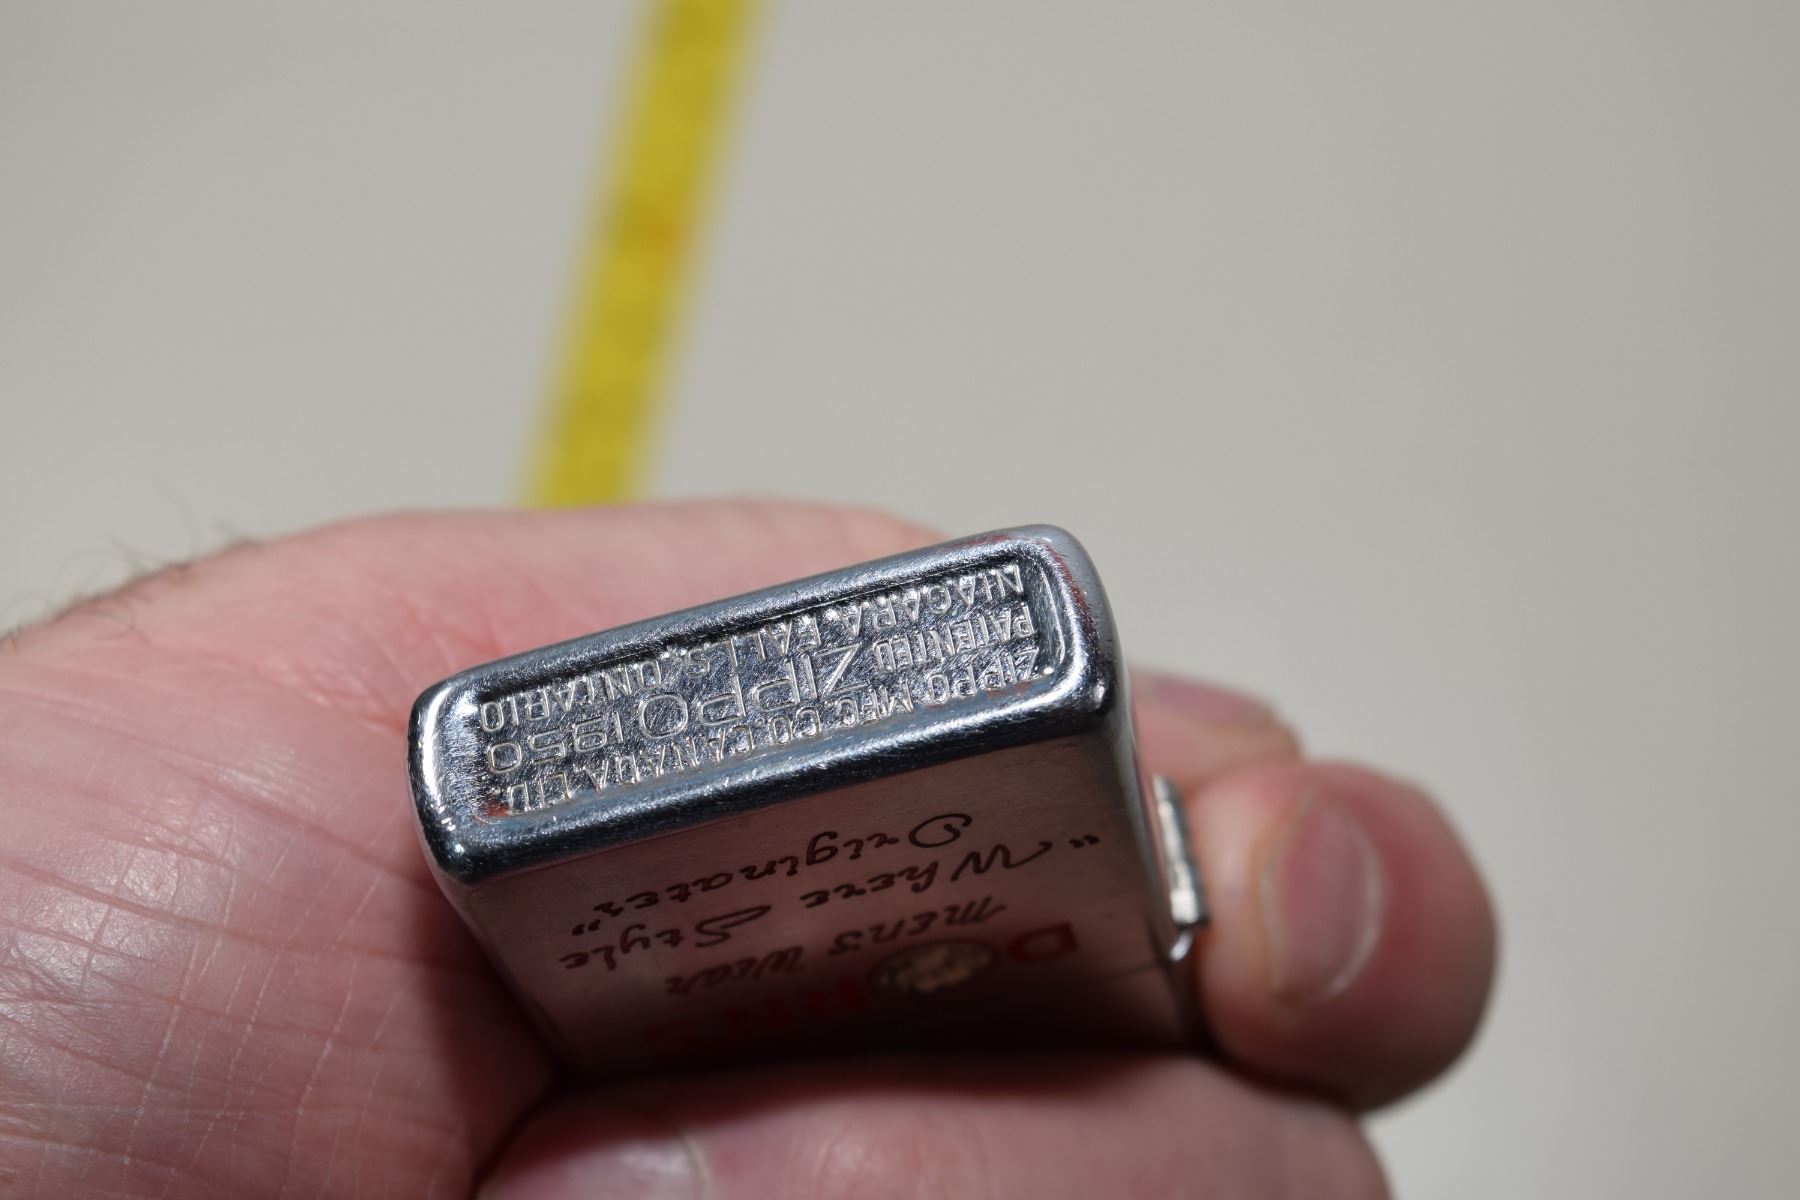 ZIPPO MFG. CO. CANADA, LTD.
PATENTED ZIPPO 1950
NIAGARA FALLS, ONTARIO
Mens Wear
"Where Style
Originates"